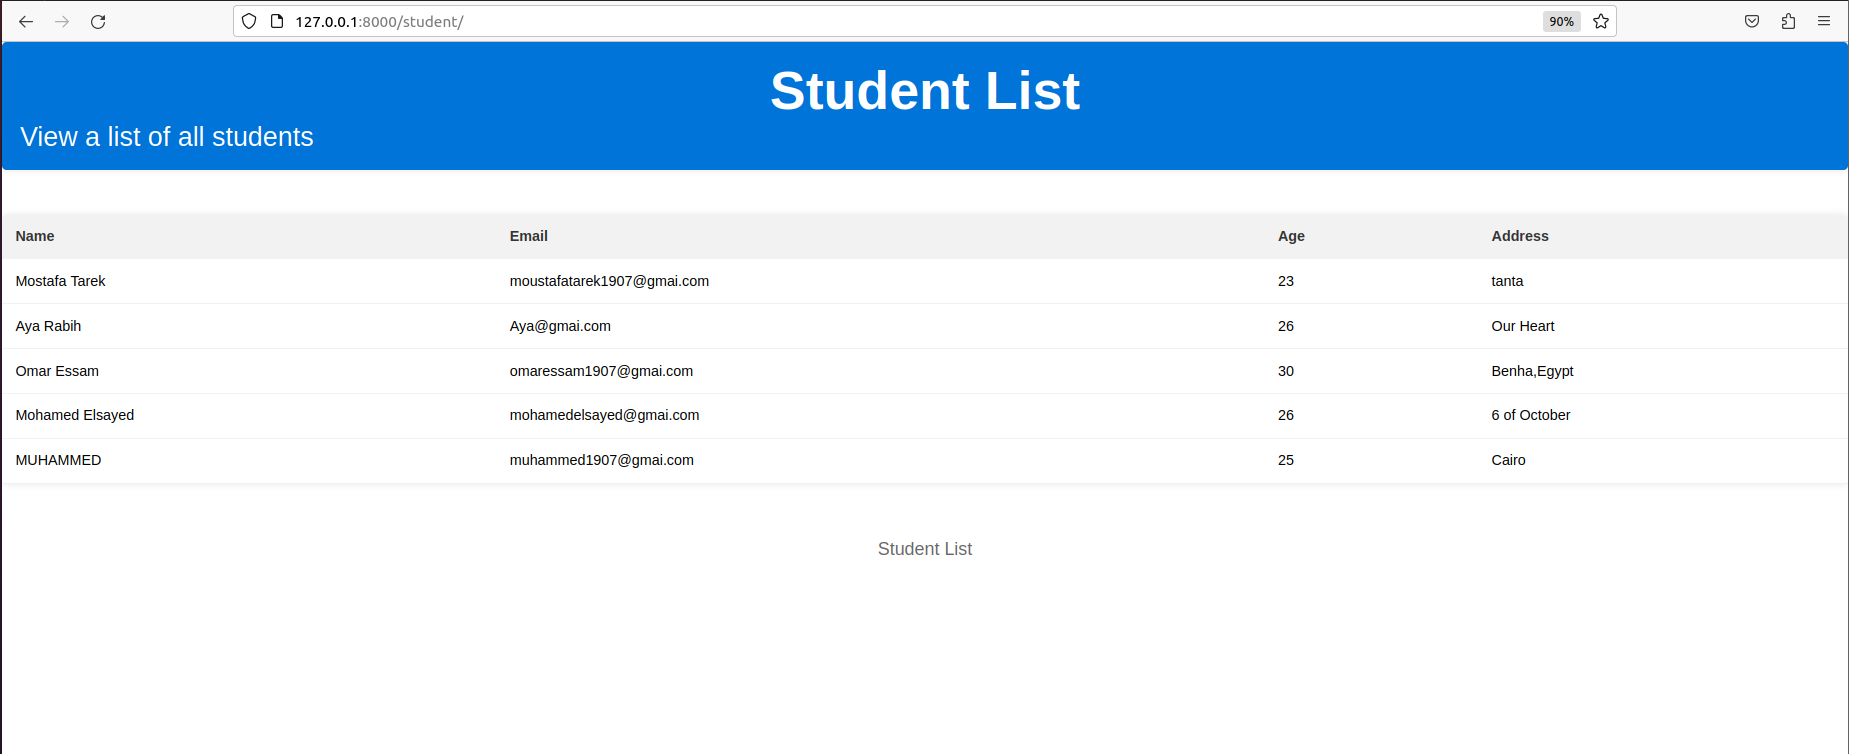 127.0.0.1:8000/student/ 90%
Student List
View a list of all students
Name Email Age Address
Mostafa Tarek moustafatarek1907@gmai.com 23 tanta
Aya Rabih Aya@gmai.com 26 Our Heart
Omar Essam omaressam1907@gmai.com 30 Benha,Egypt
Mohamed Elsayed mohamedelsayed@gmai.com 26 6 of October
MUHAMMED muhammed1907@gmai.com 25 Cairo
Student List